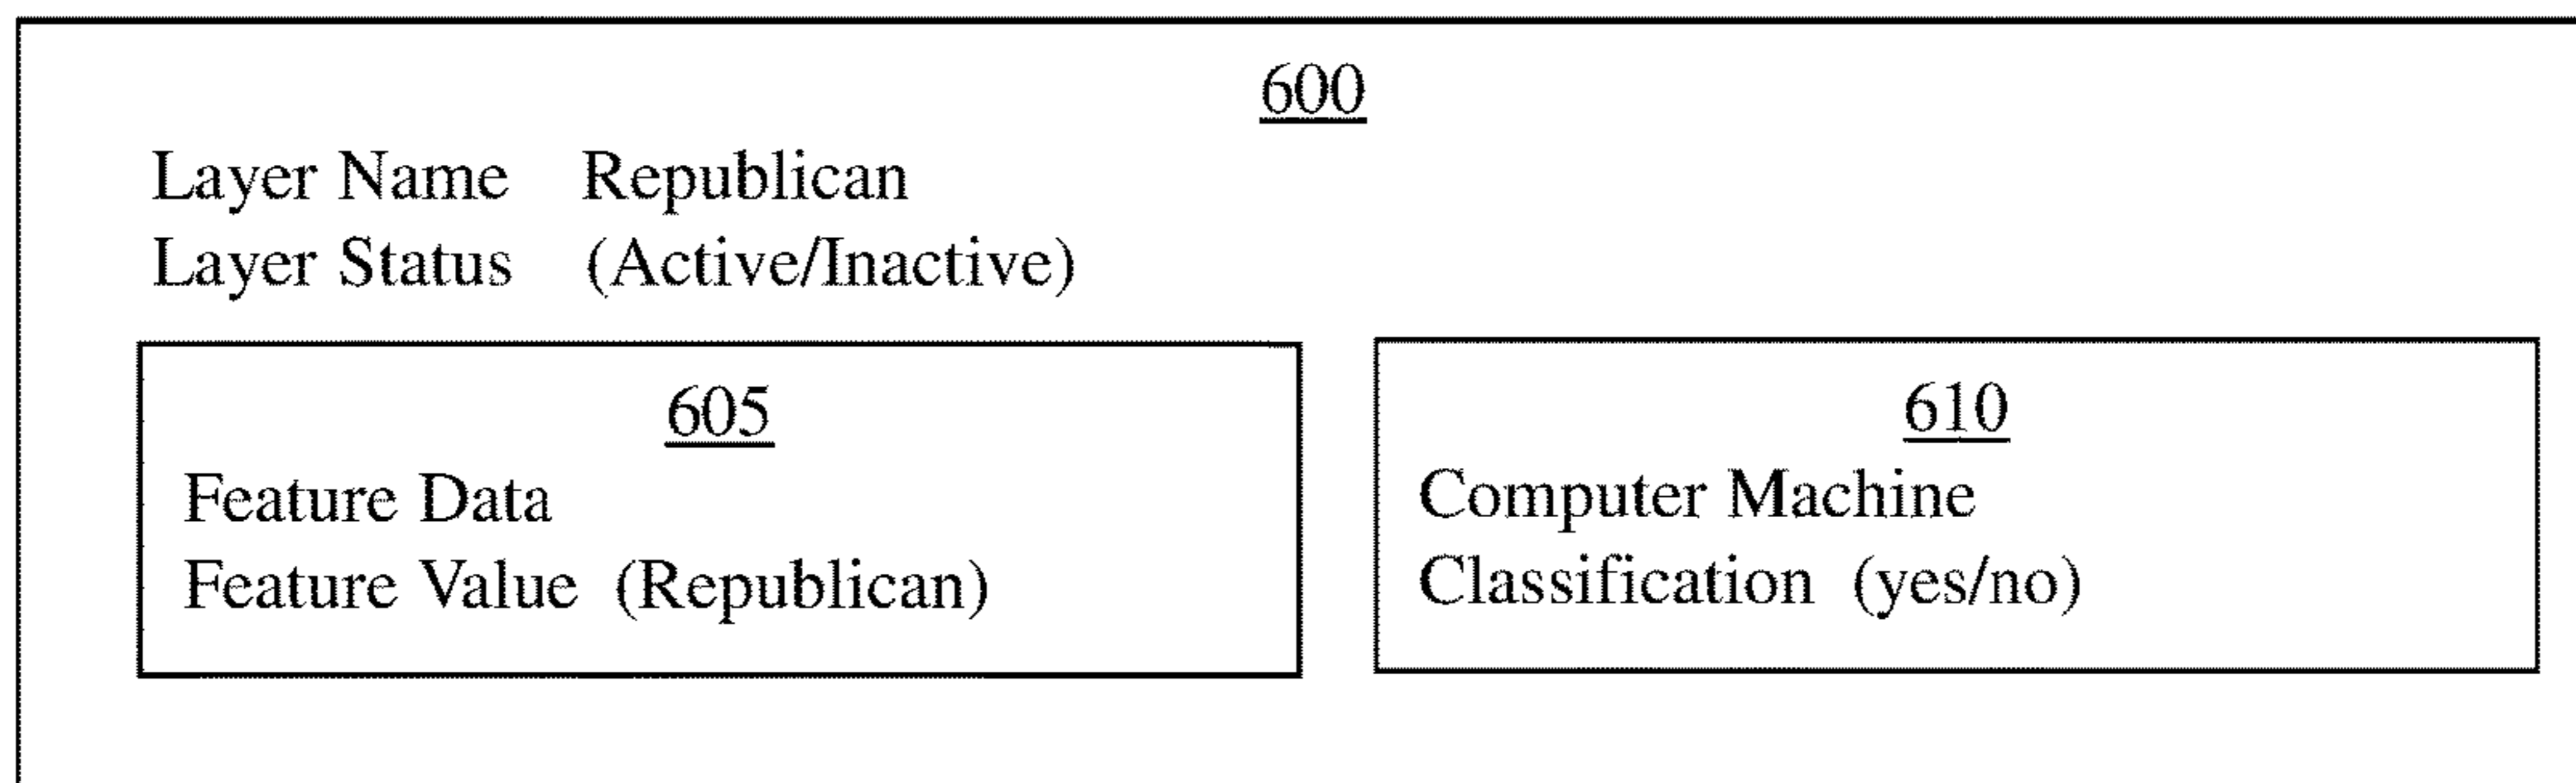 600
Layer Name Republican
Layer Status (Active/Inactive)
605
Feature Data
Feature Value (Republican)
610
Computer Machine
Classification (yes/no)